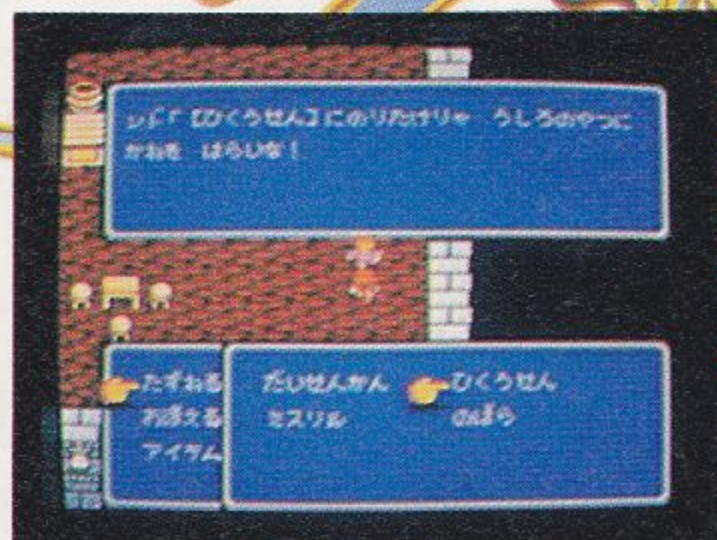 シド「【ひくうせん】にのりたけりゃ　うしろのやつに
かねを　はらいな！
たずねる
おぼえる
アイテム
だいせんかん　ひくうせん
ミスリル　のばら